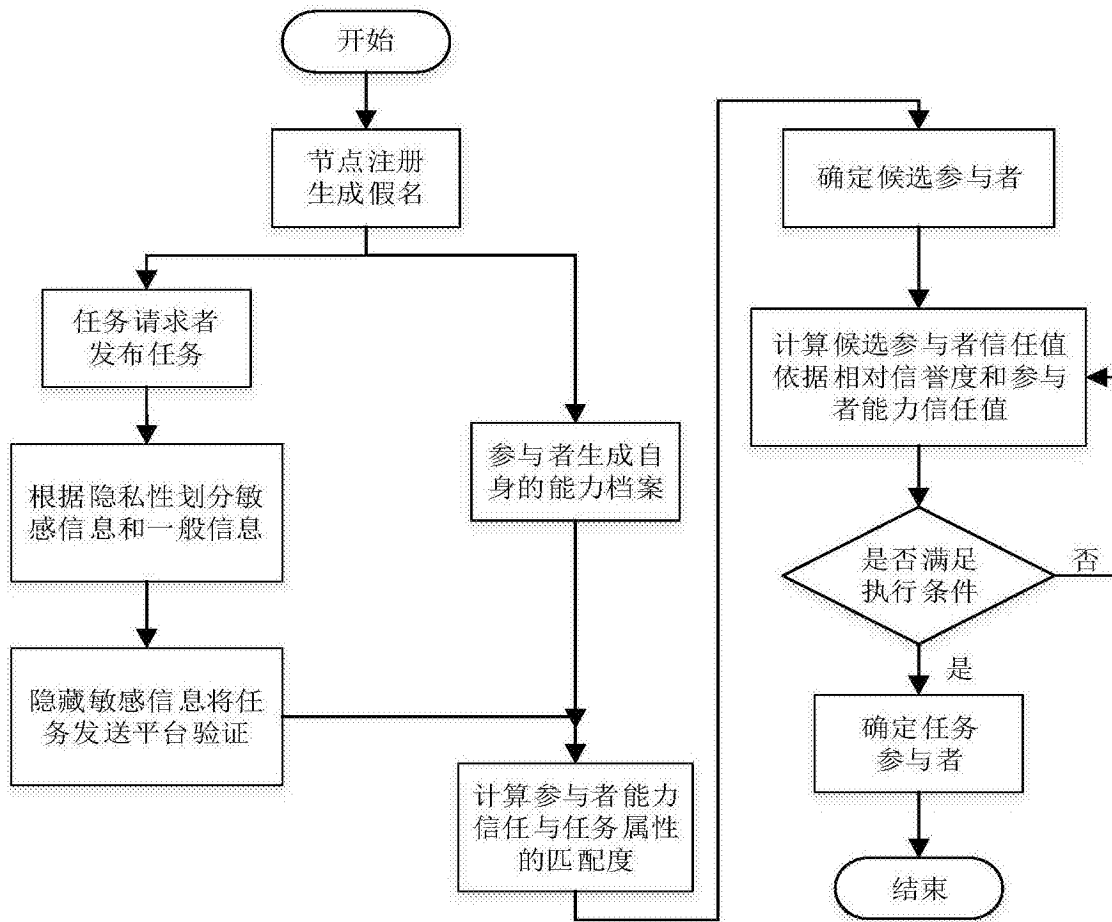 开始
节点注册
生成假名
任务请求者
发布任务
根据隐私性划分敏
感信息和一般信息
隐藏敏感信息将任
务发送平台验证
参与者生成自
身的能力档案
计算参与者能力
信任与任务属性
的匹配度
确定候选参与者
计算候选参与者信任值
依据相对信誉度和参与
者能力信任值
是否满足
执行条件
否
是
确定任务
参与者
结束